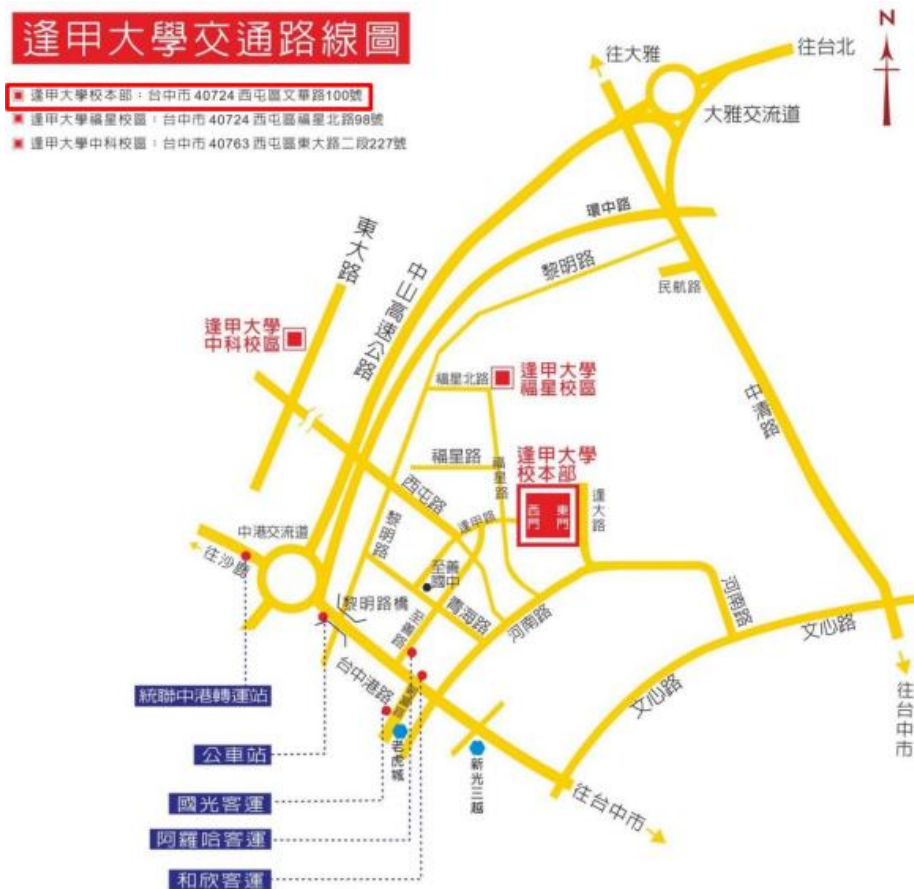 逢甲大學交通路線圖
逢甲大學校本部：台中市 40724 西屯區文華路100號
逢甲大學福星校區：台中市 40724 西屯區福星北路98號
逢甲大學中科校區：台中市 40763 西屯區東大路二段227號
N
往大雅
往台北
大雅交流道
環中路
東大路
中山高速公路
黎明路
民航路
逢甲大學
中科校區
福星北路
逢甲大學
福星校區
中清路
福星路
福星路
逢甲大學
校本部
西屯路
西門
東門
逢大路
逢甲路
黎明路
中港交流道
往沙鹿
至善
國中
黎明路橋
至善路
青海路
河南路
河南路
文心路
文心路
台中港路
往台中市
統聯中港轉運站
公車站
老虎城
新光三越
國光客運
往台中市
阿羅哈客運
和欣客運